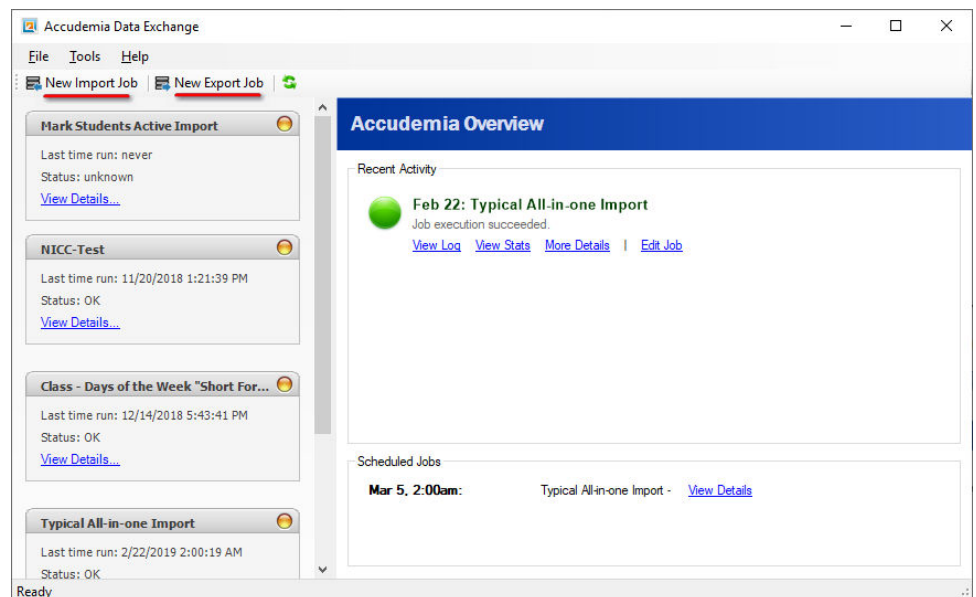 Accudemia Data Exchange
File Tools Help
New Import Job New Export Job
Mark Students Active Import
Last time run: never
Status: unknown
View Details...
NICC-Test
Last time run: 11/20/2018 1:21:39 PM
Status: OK
View Details...
Class - Days of the Week "Short For...
Last time run: 12/14/2018 5:43:41 PM
Status: OK
View Details...
Typical All-in-one Import
Last time run: 2/22/2019 2:00:19 AM
Status: OK
Accudemia Overview
Recent Activity
Feb 22: Typical All-in-one Import
Job execution succeeded.
View Log View Stats More Details | Edit Job
Scheduled Jobs
Mar 5, 2:00am: Typical All-in-one Import - View Details
Ready